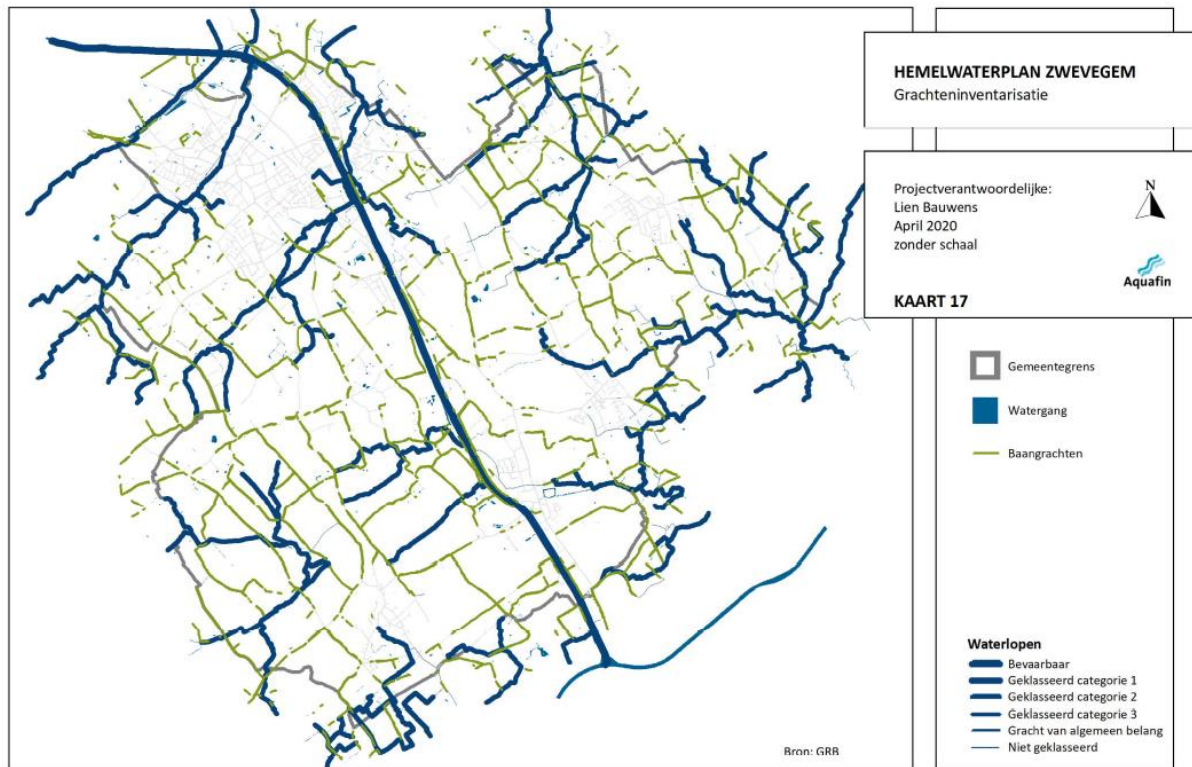 HEMELWATERPLAN ZWEVEGEM
Grachteninventarisatie
Projectverantwoordelijke:
Lien Bauwens
April 2020
zonder schaal
N
Aquafin
KAART 17
Gemeentegrens
Watergang
Baangrachten
Waterlopen
Bevaarbaar
Geklasseerd categorie 1
Geklasseerd categorie 2
Geklasseerd categorie 3
Gracht van algemeen belang
Niet geklasseerd
Bron: GRB